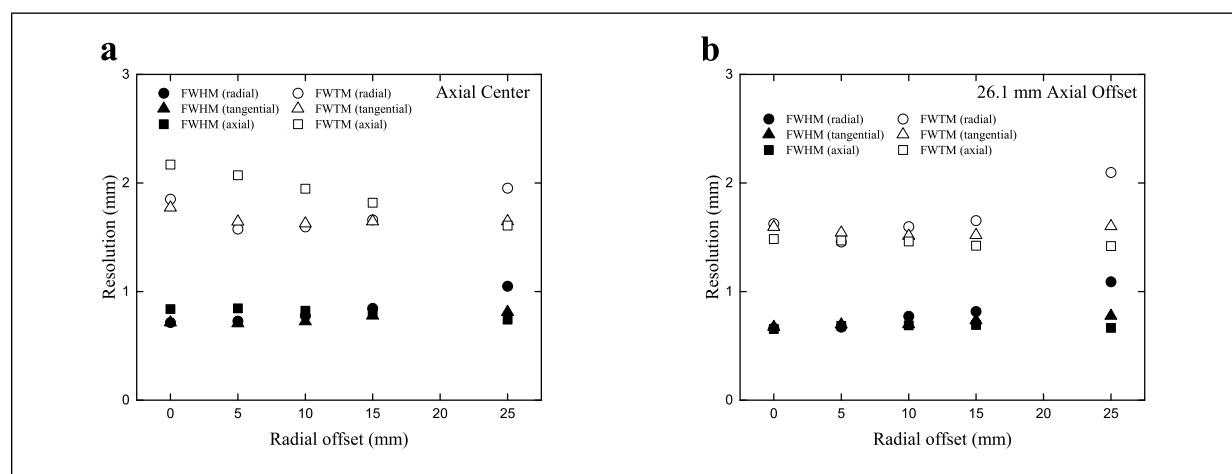 a
Axial Center
FWHM (radial) FWTM (radial)
FWHM (tangential) FWTM (tangential)
FWHM (axial) FWTM (axial)
3
2
1
0
Resolution (mm)
0 5 10 15 20 25
Radial offset (mm)
b
26.1 mm Axial Offset
FWHM (radial) FWTM (radial)
FWHM (tangential) FWTM (tangential)
FWHM (axial) FWTM (axial)
3
2
1
0
Resolution (mm)
0 5 10 15 20 25
Radial offset (mm)